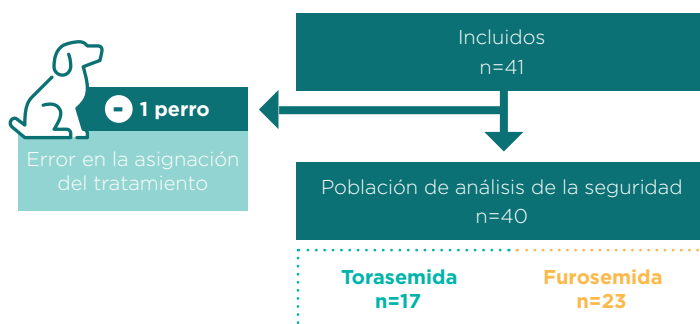 Incluidos
n=41
- 1 perro
Error en la asignación
del tratamiento
Población de análisis de la seguridad
n=40
Torasemida
n=17
Furosemida
n=23